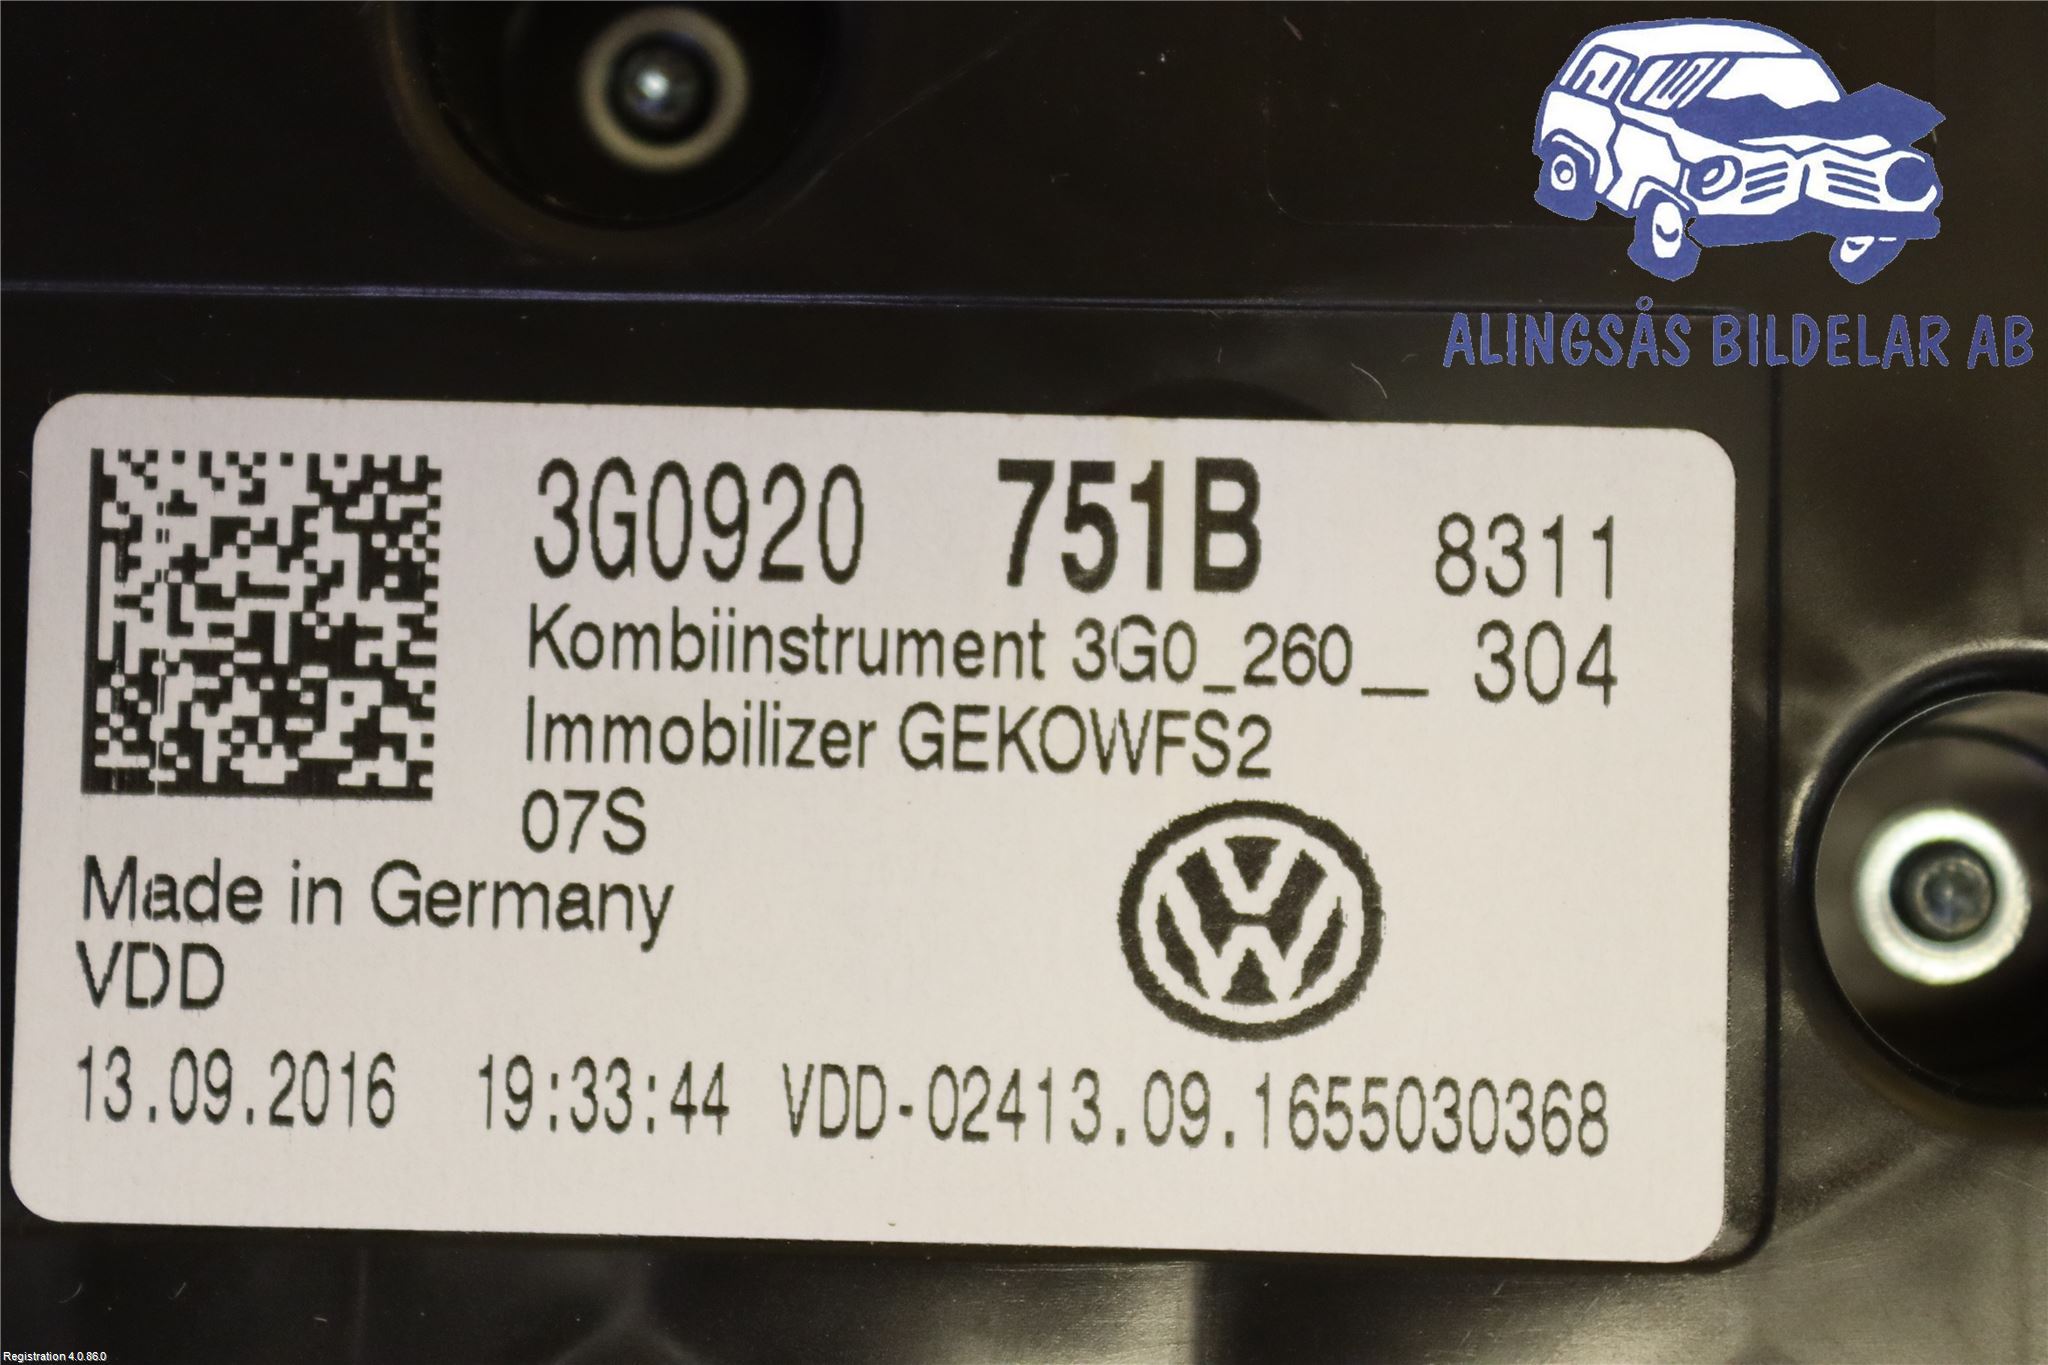 ALINGSÅS BILDELAR AB
3G0920 751B 8311
Kombiinstrument 3G0_260__ 304
Immobilizer GEKOWFS2
07S
Made in Germany
VDD
13.09.2016 19:33:44 VDD-02413.09.1655030368
Registration 4.0.86.0